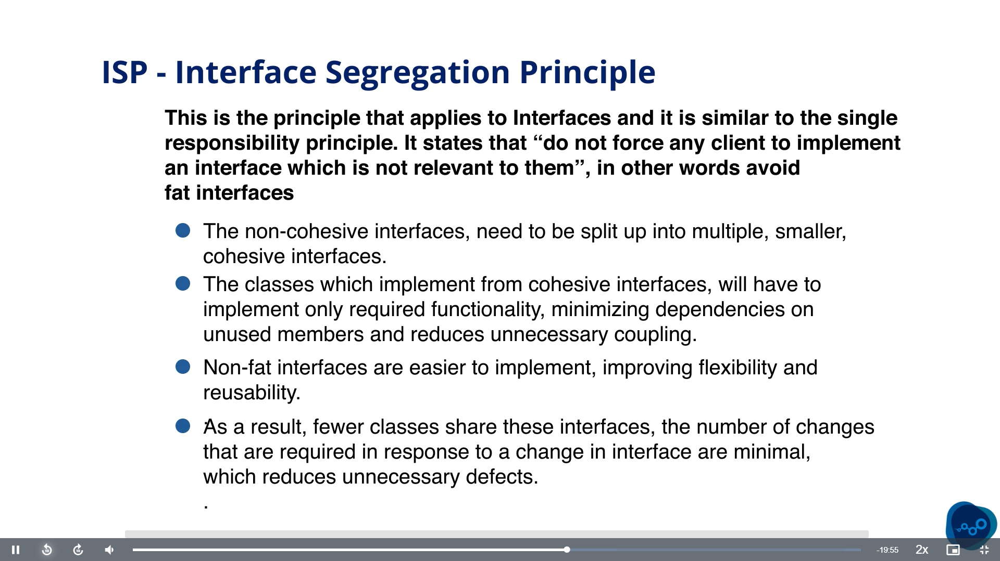 ISP - Interface Segregation Principle
This is the principle that applies to Interfaces and it is similar to the single
responsibility principle. It states that “do not force any client to implement
an interface which is not relevant to them”, in other words avoid
fat interfaces
The non-cohesive interfaces, need to be split up into multiple, smaller,
cohesive interfaces.
The classes which implement from cohesive interfaces, will have to
implement only required functionality, minimizing dependencies on
unused members and reduces unnecessary coupling.
Non-fat interfaces are easier to implement, improving flexibility and
reusability.
As a result, fewer classes share these interfaces, the number of changes
that are required in response to a change in interface are minimal,
which reduces unnecessary defects.
.
10 10 -19:55 2x